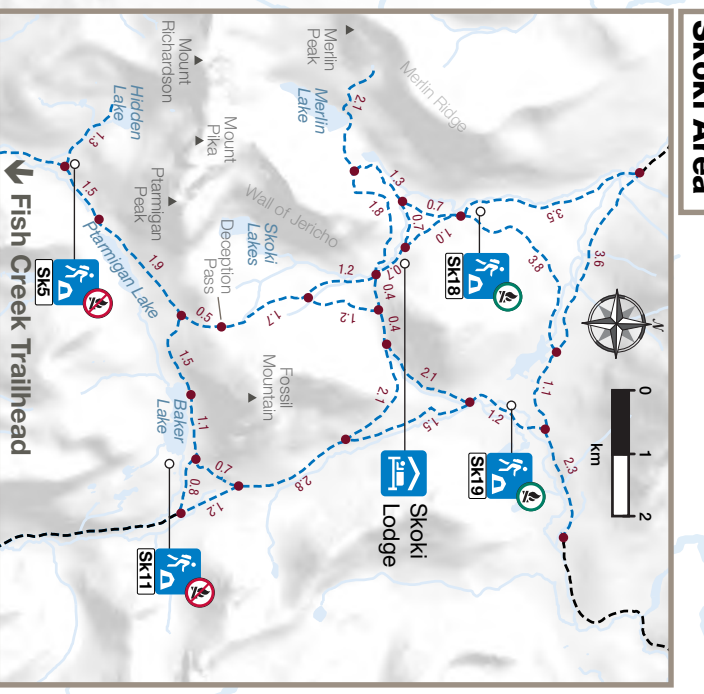 Skoki Area
N
0 1 2
km
3.5
3.6
2.3
3.8
1.1
Sk18
Sk19
1.2
Merlin Ridge
0.7
1.0
2.1
1.5
Skoki
Lodge
1.3
0.7
0.7
0.4
0.4
2.1
2.1
1.8
1.2
1.2
Merlin
Peak
Merlin
Lake
Wall of Jericho
2.8
Skoki
Lakes
1.7
Fossil
Mountain
Deception
Pass
0.5
Mount
Pika
0.7
1.2
0.8
1.1
1.5
Mount
Richardson
Ptarmigan
Peak
Baker
Lake
Sk11
1.9
Ptarmigan Lake
Hidden
Lake
1.3
1.5
Sk5
Fish Creek Trailhead